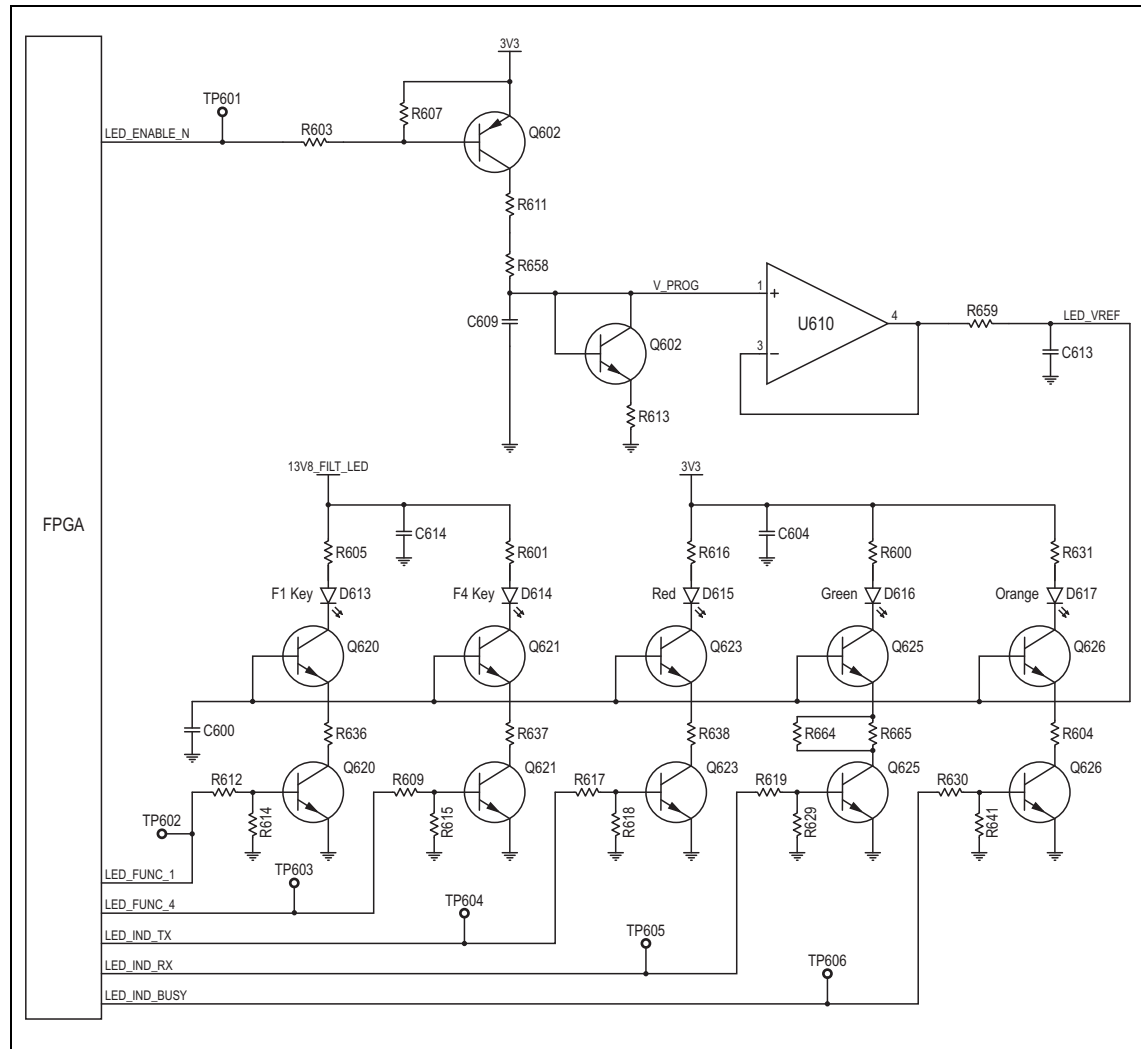 3V3
TP601
R607
LED_ENABLE_N
R603
Q602
R611
R658
V_PROG
C609
1
+
U610
4
R659
LED_VREF
3
−
Q602
C613
R613
13V8_FILT_LED
3V3
FPGA
C614
C604
R605
R601
R616
R600
R631
F1 Key
D613
F4 Key
D614
Red
D615
Green
D616
Orange
D617
Q620
Q621
Q623
Q625
Q626
C600
R636
R637
R638
R664
R665
R604
R612
Q620
R609
Q621
R617
Q623
R619
Q625
R630
Q626
R614
R615
R618
R629
R641
TP602
LED_FUNC_1
TP603
LED_FUNC_4
TP604
LED_IND_TX
TP605
LED_IND_RX
TP606
LED_IND_BUSY